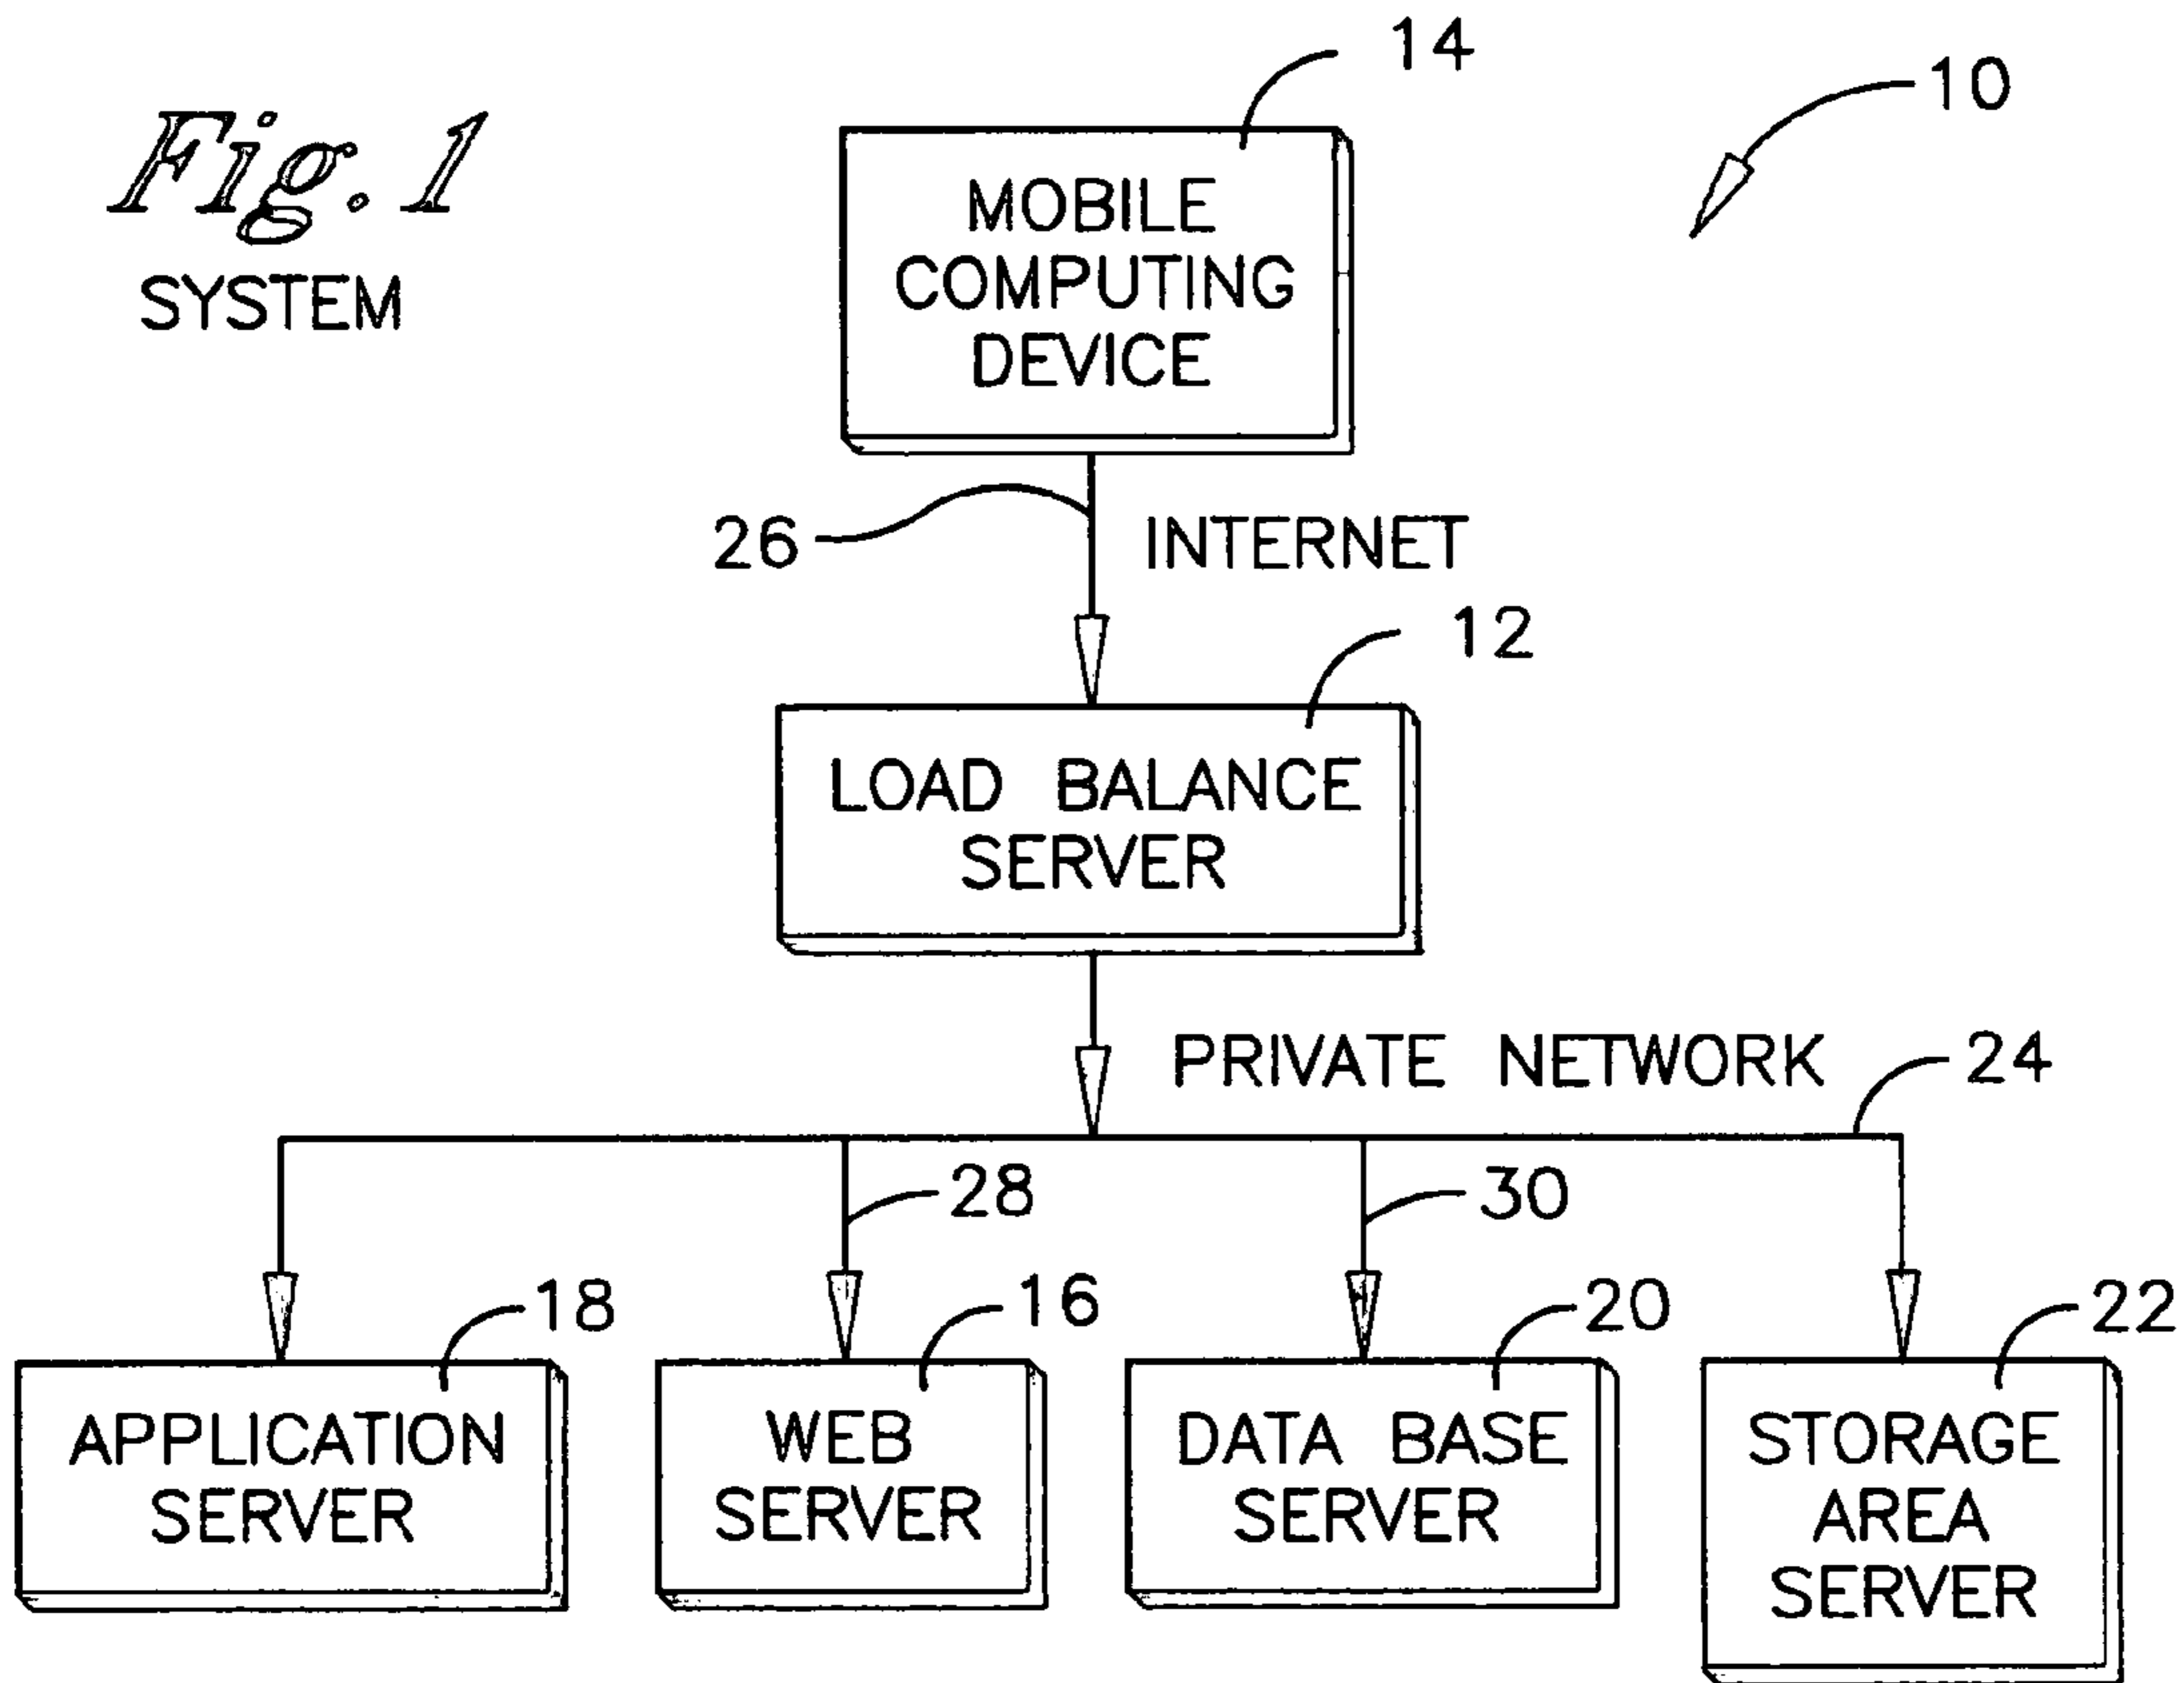 Fig. 1
SYSTEM
14
10
MOBILE
COMPUTING
DEVICE
26
INTERNET
12
LOAD BALANCE
SERVER
PRIVATE NETWORK
24
28
30
18
16
20
22
APPLICATION
SERVER
WEB
SERVER
DATA BASE
SERVER
STORAGE
AREA
SERVER